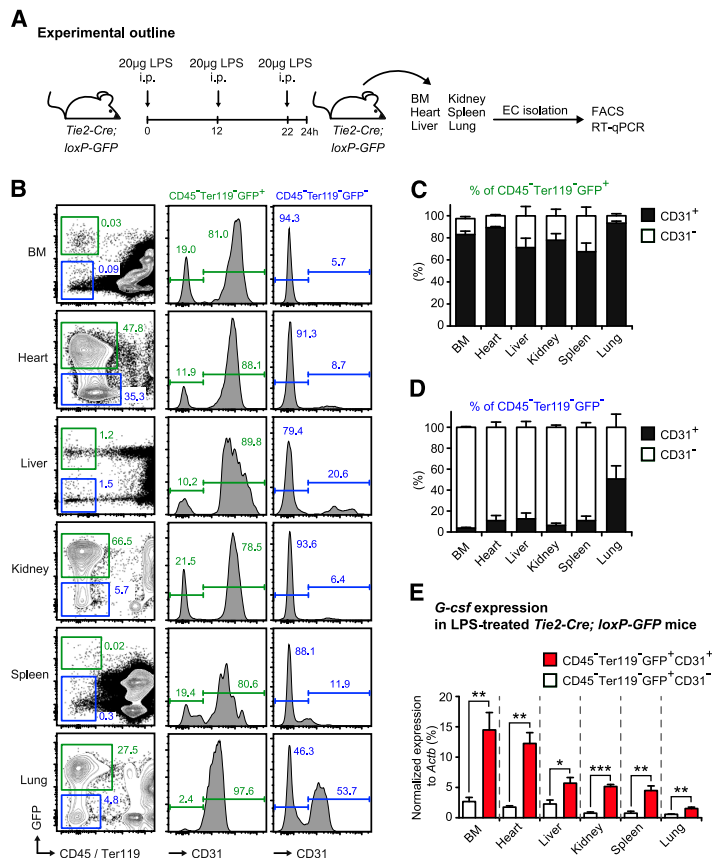 A
Experimental outline
20µg LPS 20µg LPS 20µg LPS
i.p. i.p. i.p.
Tie2-Cre;
loxP-GFP
0 12 22 24h
Tie2-Cre;
loxP-GFP
BM Kidney
Heart Spleen
Liver Lung
EC isolation
FACS
RT-qPCR
B
CD45-Ter119-GFP+ CD45-Ter119-GFP-
BM
0.03
0.09
19.0 81.0
94.3 5.7
Heart
47.8
35.3
11.9 88.1
91.3 8.7
Liver
1.2
1.5
10.2 89.8
79.4 20.6
Kidney
66.5
5.7
21.5 78.5
93.6 6.4
Spleen
0.02
0.3
19.4 80.6
88.1 11.9
Lung
27.5
4.8
2.4 97.6
46.3 53.7
GFP
CD45 / Ter119 CD31 CD31
C
% of CD45-Ter119-GFP+
CD31+
CD31-
(%)
100
80
60
40
20
0
BM Heart Liver Kidney Spleen Lung
D
% of CD45-Ter119-GFP-
CD31+
CD31-
(%)
100
80
60
40
20
0
BM Heart Liver Kidney Spleen Lung
E
G-csf expression
in LPS-treated Tie2-Cre; loxP-GFP mice
CD45-Ter119-GFP+CD31+
CD45-Ter119-GFP+CD31-
Normalized expression
to Actb (%)
20
15
10
5
0
** ** * *** ** **
BM Heart Liver Kidney Spleen Lung